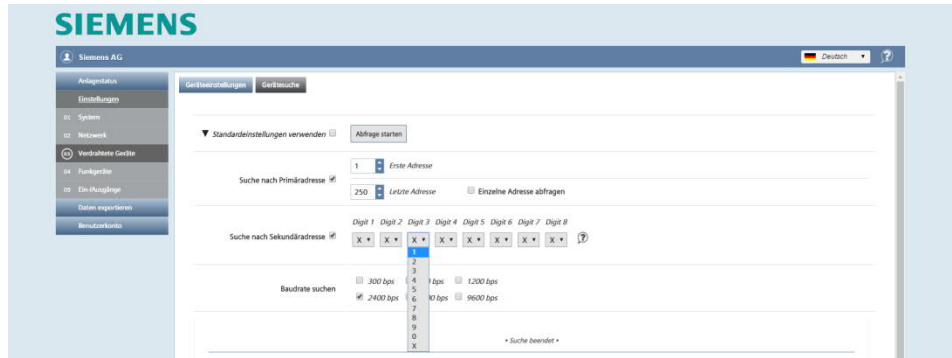 SIEMENS
Siemens AG
Deutsch
Anlagestatus
Einstellungen
01 System
02 Netzwerk
03 Verdrahtete Geräte
04 Funkgeräte
05 Ein-/Ausgänge
Daten exportieren
Benutzerkonto
Geräteeinstellungen Gerätesuche
Standardeinstellungen verwenden Abfrage starten
Suche nach Primäradresse
1 Erste Adresse
250 Letzte Adresse Einzelne Adresse abfragen
Digit 1 Digit 2 Digit 3 Digit 4 Digit 5 Digit 6 Digit 7 Digit 8
Suche nach Sekundäradresse X X X X X X X X
1
2
3
4
5
6
7
8
9
0
X
Baudrate suchen
300 bps bps 1200 bps
2400 bps 00 bps 9600 bps
• Suche beendet •